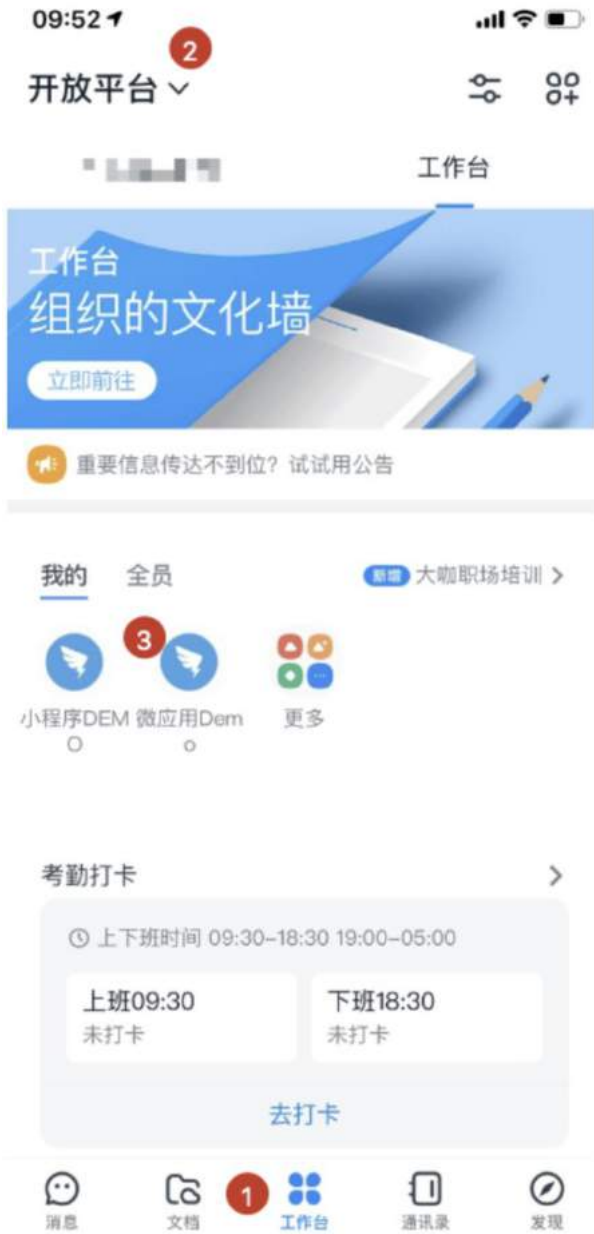 09:52
2
开放平台
工作台
工作台
组织的文化墙
立即前往
重要信息传达不到位？试试用公告
我的 全员 新增 大咖职场培训
3
小程序DEM 微应用Dem 更多
O o
考勤打卡
上下班时间 09:30–18:30 19:00–05:00
上班09:30 下班18:30
未打卡 未打卡
去打卡
1
消息 文档 工作台 通讯录 发现